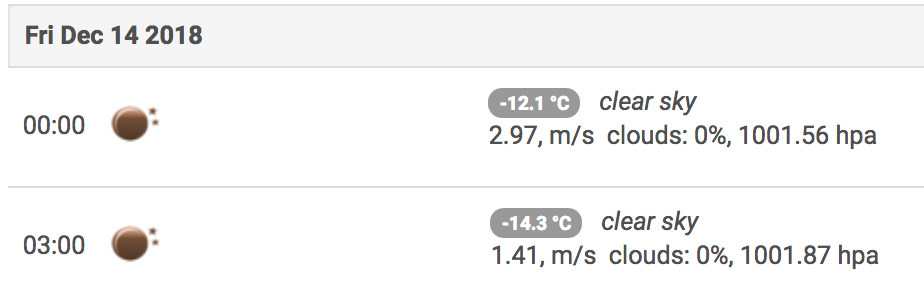 Fri Dec 14 2018
00:00
-12.1 °C clear sky
2.97, m/s clouds: 0%, 1001.56 hpa
03:00
-14.3 °C clear sky
1.41, m/s clouds: 0%, 1001.87 hpa